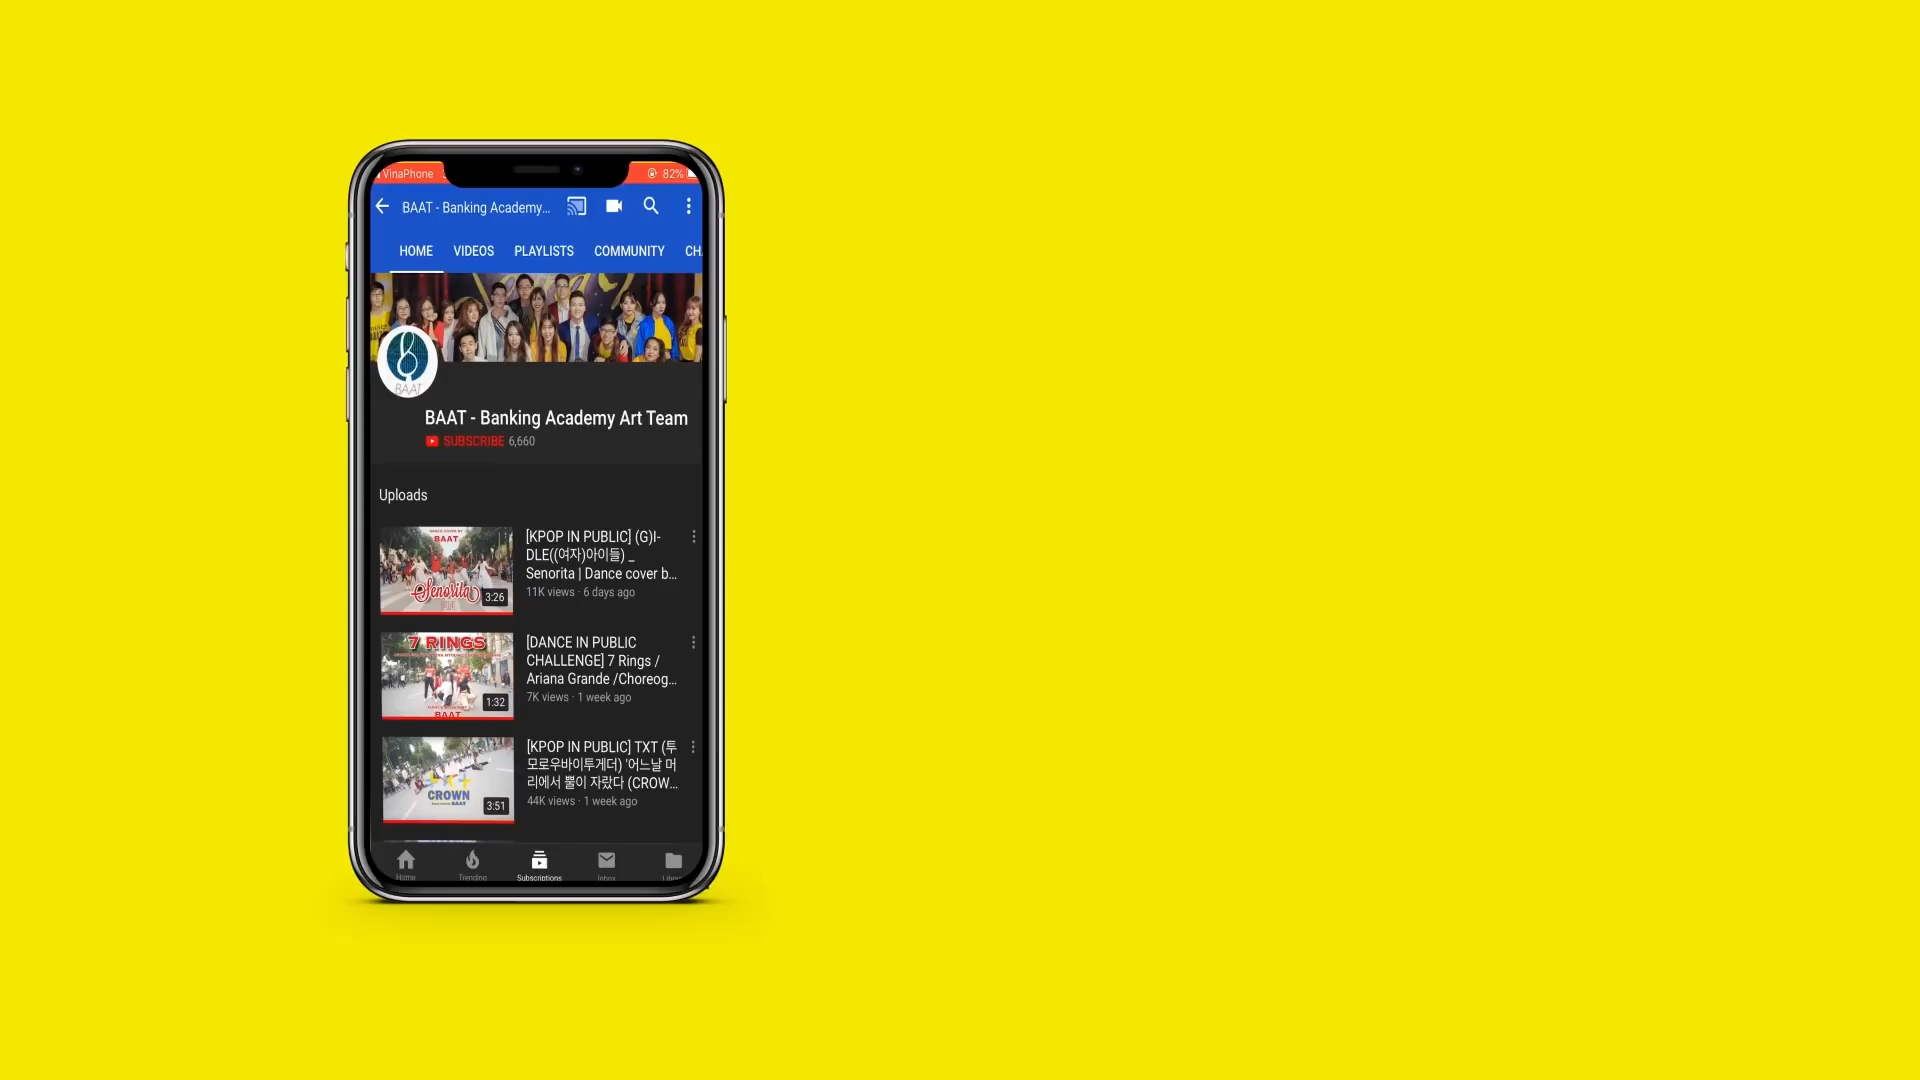 VinaPhone
82%
BAAT - Banking Academy...
HOME VIDEOS PLAYLISTS COMMUNITY CH
BAAT
BAAT - Banking Academy Art Team
SUBSCRIBE 6,660
Uploads
DANCE COVER BY
BAAT
Senorita
3:26
[KPOP IN PUBLIC] (G)I-
DLE((여자)아이들) _
Senorita | Dance cover b...
11K views · 6 days ago
7 RINGS
1:32
BAAT
[DANCE IN PUBLIC
CHALLENGE] 7 Rings /
Ariana Grande /Choreog...
7K views · 1 week ago
CROWN
BAAT
3:51
[KPOP IN PUBLIC] TXT (투
모로우바이투게더) '어느날 머
리에서 뿔이 자랐다 (CROW...
44K views · 1 week ago
Home Trending Subscriptions Inbox